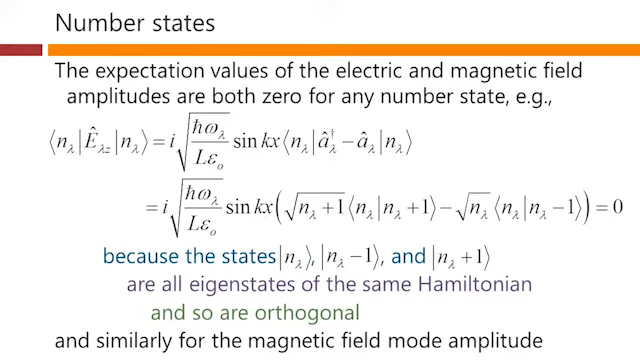 Number states
The expectation values of the electric and magnetic field
amplitudes are both zero for any number state, e.g.,
⟨n_λ|Ê_λz|n_λ⟩ = i√(ħω_λ/Lε_o) sin kx⟨n_λ|â_λ† − â_λ|n_λ⟩
= i√(ħω_λ/Lε_o) sin kx(√(n_λ+1)⟨n_λ|n_λ+1⟩ − √n_λ⟨n_λ|n_λ−1⟩) = 0
because the states |n_λ⟩, |n_λ−1⟩, and |n_λ+1⟩
are all eigenstates of the same Hamiltonian
and so are orthogonal
and similarly for the magnetic field mode amplitude